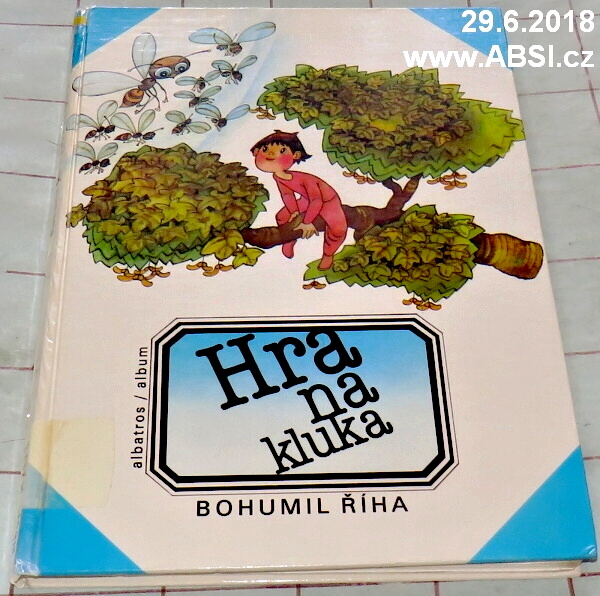 29.6.2018
www.ABSI.cz
Hra
na
kluka
albatros / album
BOHUMIL ŘÍHA